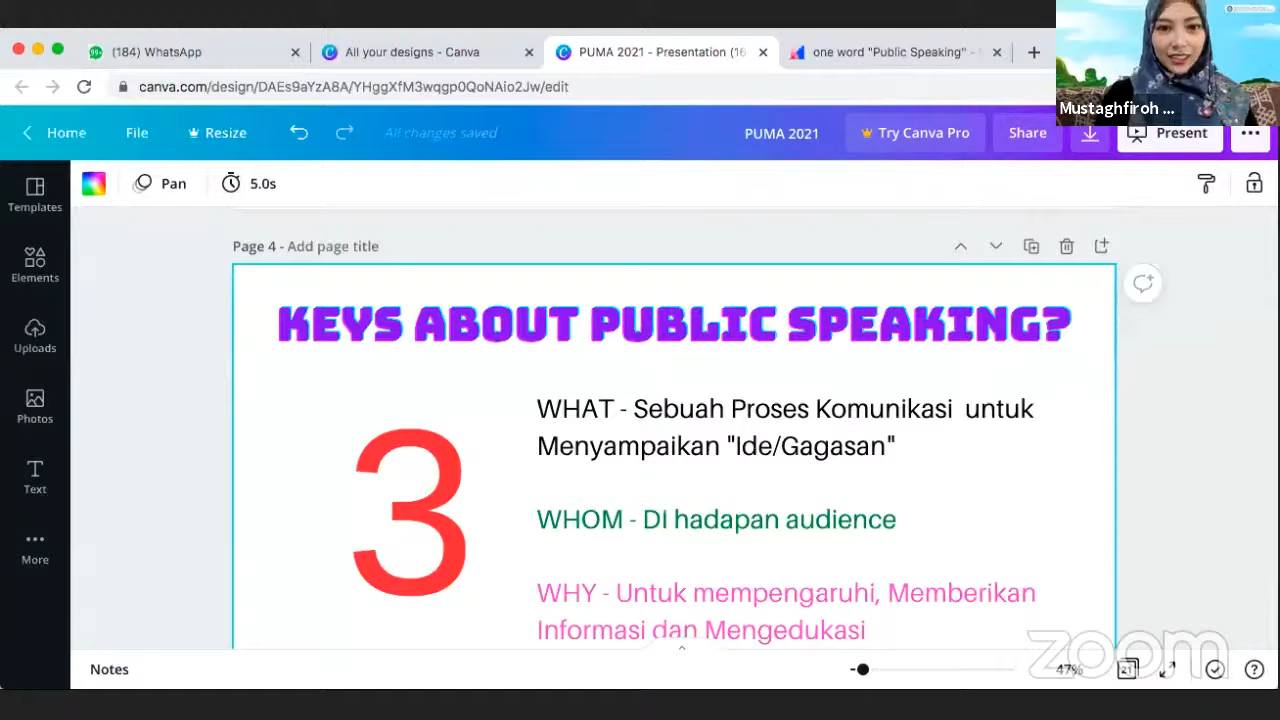 (184) WhatsApp
All your designs - Canva
PUMA 2021 - Presentation (16
one word "Public Speaking" -
canva.com/design/DAEs9aYzA8A/YHggXfM3wqgp0QoNAio2Jw/edit
Mustaghfiroh ...
Home
File
Resize
All changes saved
PUMA 2021
Try Canva Pro
Share
Present
Templates
Pan
5.0s
Elements
Page 4 - Add page title
Uploads
KEYS ABOUT PUBLIC SPEAKING?
Photos
3
WHAT - Sebuah Proses Komunikasi untuk
Menyampaikan "Ide/Gagasan"
Text
WHOM - DI hadapan audience
More
WHY - Untuk mempengaruhi, Memberikan
Informasi dan Mengedukasi
zoom
Notes
47%
21